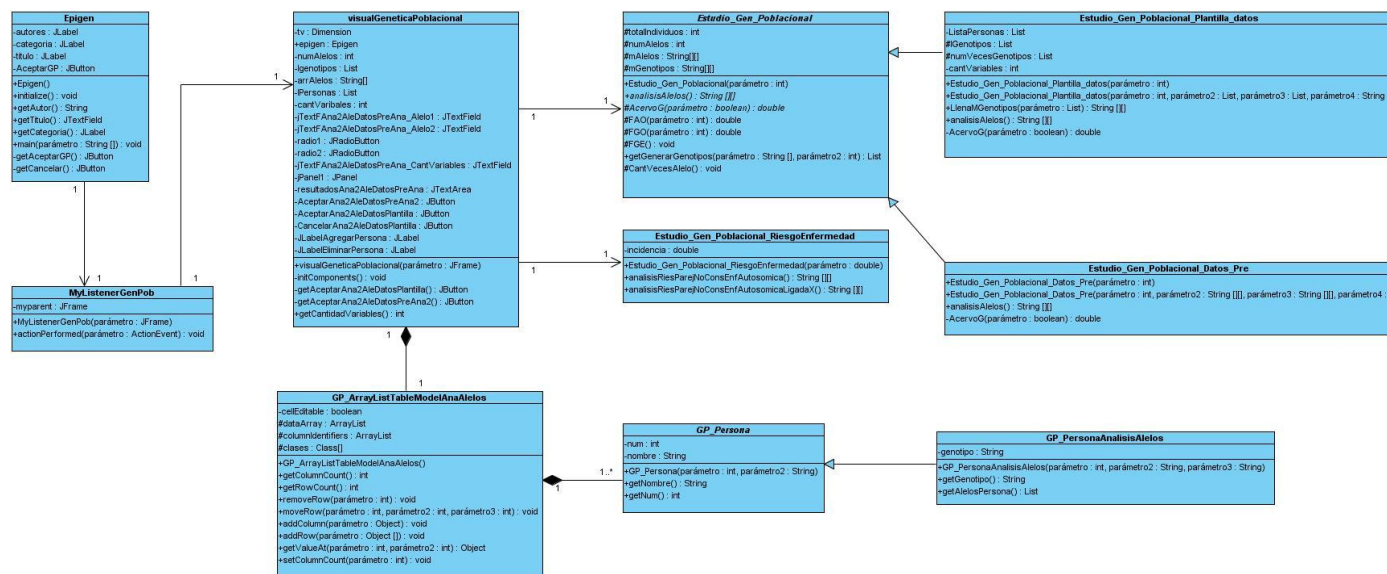 Epigen
-autores : JLabel
-categoria : JLabel
-titulo : JLabel
-AceptarGP : JButton
+Epigen()
+initialize() : void
+getAutor() : String
+getTitulo() : JTextField
+getCategoria() : JLabel
+main(parámetro : String []) : void
-getAceptarGP() : JButton
-getCancelar() : JButton
1
1
MyListenerGenPob
-myparent : JFrame
+MyListenerGenPob(parámetro : JFrame)
+actionPerformed(parámetro : ActionEvent) : void
1
1
visualGeneticaPoblacional
-tv : Dimension
+epigen : Epigen
-numAlelos : int
-lgenotipos : List
-arrAlelos : String[]
-lPersonas : List
-cantVaribales : int
-jTextFAna2AleDatosPreAna_Alelo1 : JTextField
-jTextFAna2AleDatosPreAna_Alelo2 : JTextField
-radio1 : JRadioButton
-radio2 : JRadioButton
-jTextFAna2AleDatosPreAna_CantVariables : JTextField
-jPanel1 : JPanel
-resultadosAna2AleDatosPreAna : JTextArea
-AceptarAna2AleDatosPreAna2 : JButton
-AceptarAna2AleDatosPlantilla : JButton
-CancelarAna2AleDatosPlantilla : JButton
-JLabelAgregarPersona : JLabel
-JLabelEliminarPersona : JLabel
+visualGeneticaPoblacional(parámetro : JFrame)
-initComponents() : void
-getAceptarAna2AleDatosPlantilla() : JButton
-getAceptarAna2AleDatosPreAna2() : JButton
+getCantidadVariables() : int
1
1
1
1
1
1
Estudio_Gen_Poblacional
#totalIndividuos : int
#numAlelos : int
#mAlelos : String[][]
#mGenotipos : String[][]
+Estudio_Gen_Poblacional(parámetro : int)
+analisisAlelos() : String [][]
#AcervoG(parámetro : boolean) : double
#FAO(parámetro : int) : double
#FGO(parámetro : int) : double
#FGE() : void
+getGenerarGenotipos(parámetro : String [], parámetro2 : int) : List
#CantVecesAlelo() : void
Estudio_Gen_Poblacional_RiesgoEnfermedad
-incidencia : double
+Estudio_Gen_Poblacional_RiesgoEnfermedad(parámetro : double)
+analisisRiesParejNoConsEnfAutosomica() : String [][]
+analisisRiesParejNoConsEnfAutosomicaLigadaX() : String [][]
Estudio_Gen_Poblacional_Plantilla_datos
-ListaPersonas : List
#lGenotipos : List
#numVecesGenotipos : List
-cantVariables : int
+Estudio_Gen_Poblacional_Plantilla_datos(parámetro : int)
+Estudio_Gen_Poblacional_Plantilla_datos(parámetro : int, parámetro2 : List, parámetro3 : List, parámetro4 : String
+LlenaMGenotipos(parámetro : List) : String [][]
+analisisAlelos() : String [][]
-AcervoG(parámetro : boolean) : double
Estudio_Gen_Poblacional_Datos_Pre
+Estudio_Gen_Poblacional_Datos_Pre(parámetro : int)
+Estudio_Gen_Poblacional_Datos_Pre(parámetro : int, parámetro2 : String [][], parámetro3 : String [][], parámetro4 :
+analisisAlelos() : String [][]
-AcervoG(parámetro : boolean) : double
GP_ArrayListTableModelAnaAlelos
-cellEditable : boolean
#dataArray : ArrayList
#columnIdentifiers : ArrayList
#clases : Class[]
+GP_ArrayListTableModelAnaAlelos()
+getColumnCount() : int
+getRowCount() : int
+removeRow(parámetro : int) : void
+moveRow(parámetro : int, parámetro2 : int, parámetro3 : int) : void
+addColumn(parámetro : Object) : void
+addRow(parámetro : Object []) : void
+getValueAt(parámetro : int, parámetro2 : int) : Object
+setColumnCount(parámetro : int) : void
1
1..*
GP_Persona
-num : int
-nombre : String
+GP_Persona(parámetro : int, parámetro2 : String)
+getNombre() : String
+getNum() : int
GP_PersonaAnalisisAlelos
-genotipo : String
+GP_PersonaAnalisisAlelos(parámetro : int, parámetro2 : String, parámetro3 : String)
+getGenotipo() : String
+getAlelosPersona() : List